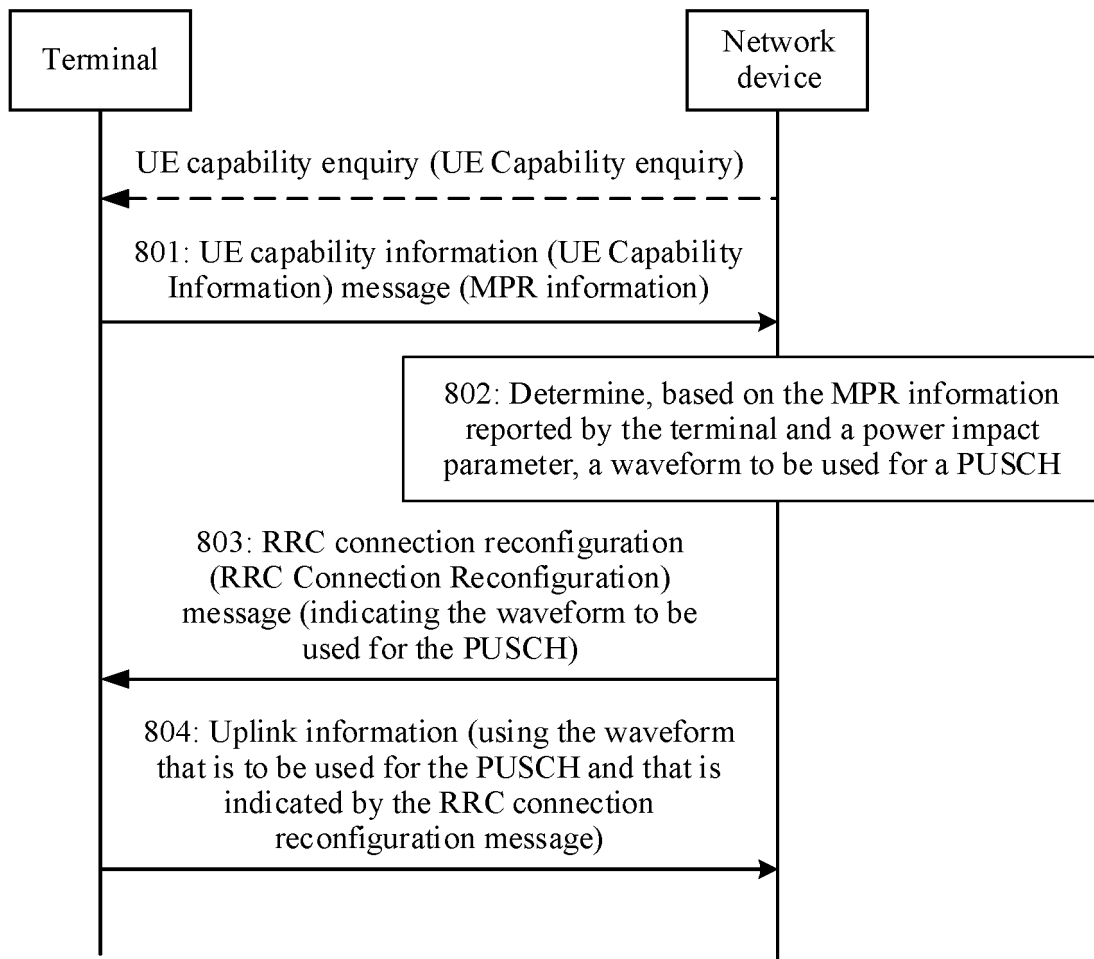 Terminal
Network
device
UE capability enquiry (UE Capability enquiry)
801: UE capability information (UE Capability
Information) message (MPR information)
802: Determine, based on the MPR information
reported by the terminal and a power impact
parameter, a waveform to be used for a PUSCH
803: RRC connection reconfiguration
(RRC Connection Reconfiguration)
message (indicating the waveform to be
used for the PUSCH)
804: Uplink information (using the waveform
that is to be used for the PUSCH and that is
indicated by the RRC connection
reconfiguration message)